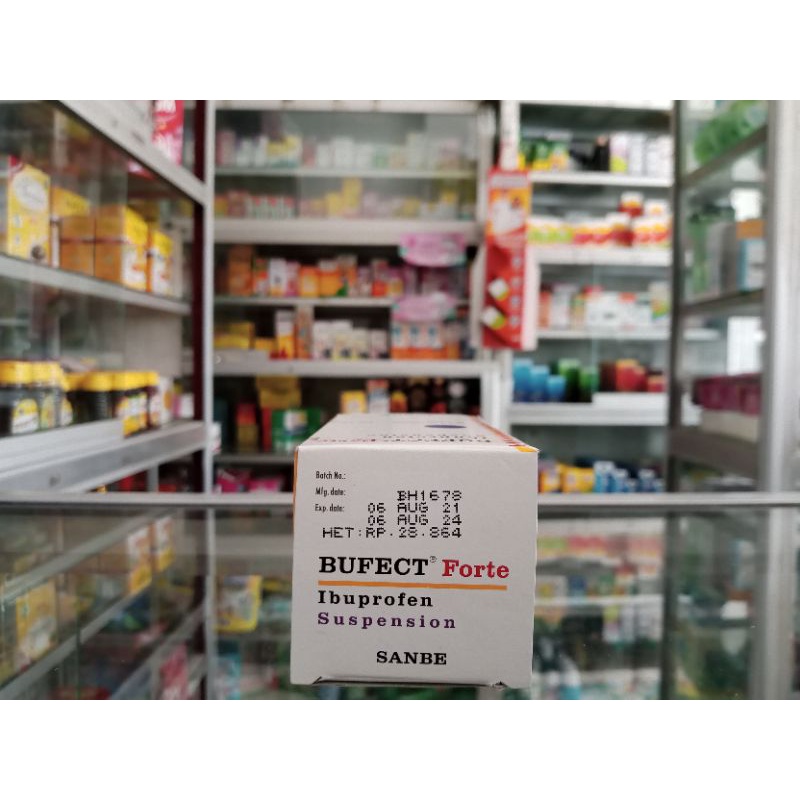 Batch No.:
Mfg. date: BH1678
Exp. date: 06 AUG 21
06 AUG 24
HET:RP.28.864
BUFECT® Forte
Ibuprofen
Suspension
SANBE